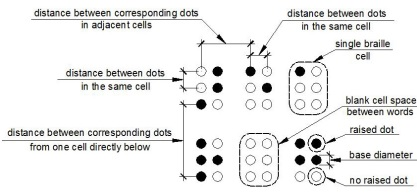 distance between corresponding dots
in adjacent cells
distance between dots
in the same cell
single braille
cell
distance between dots
in the same cell
blank cell space
between words
distance between corresponding dots
from one cell directly below
raised dot
base diameter
no raised dot